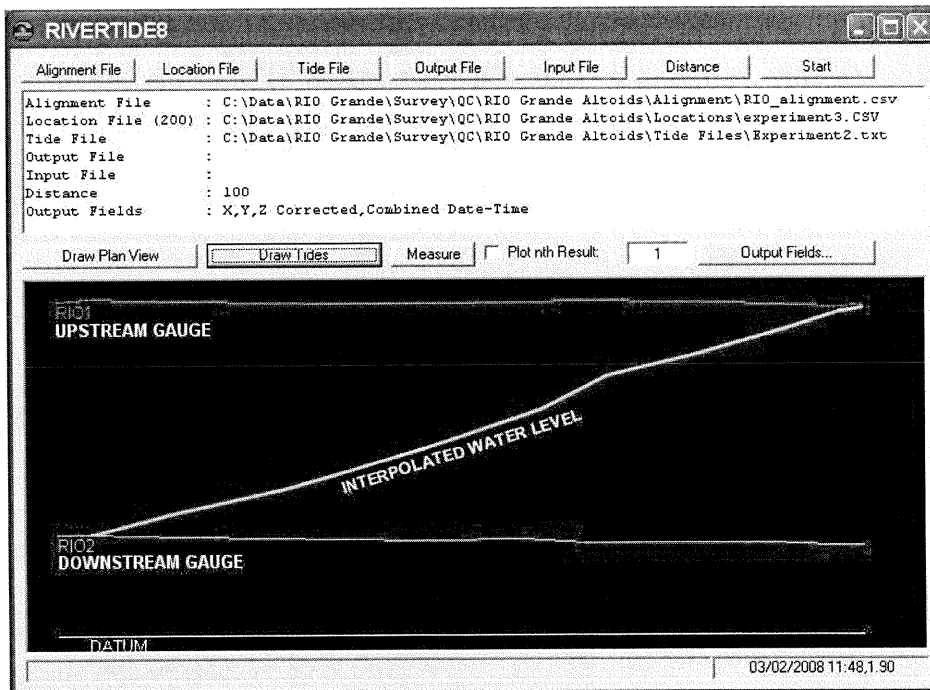 RIVERTIDE8
Alignment File Location File Tide File Output File Input File Distance Start
Alignment File : C:\Data\RIO Grande\Survey\QC\RIO Grande Altoids\Alignment\RIO_alignment.csv
Location File (200) : C:\Data\RIO Grande\Survey\QC\RIO Grande Altoids\Locations\experiment3.CSV
Tide File : C:\Data\RIO Grande\Survey\QC\RIO Grande Altoids\Tide Files\Experiment2.txt
Output File :
Input File :
Distance : 100
Output Fields : X,Y,Z Corrected,Combined Date-Time
Draw Plan View Draw Tides Measure Plot nth Result: 1 Output Fields...
RIO1
UPSTREAM GAUGE
INTERPOLATED WATER LEVEL
RIO2
DOWNSTREAM GAUGE
DATUM
03/02/2008 11:48,1.90